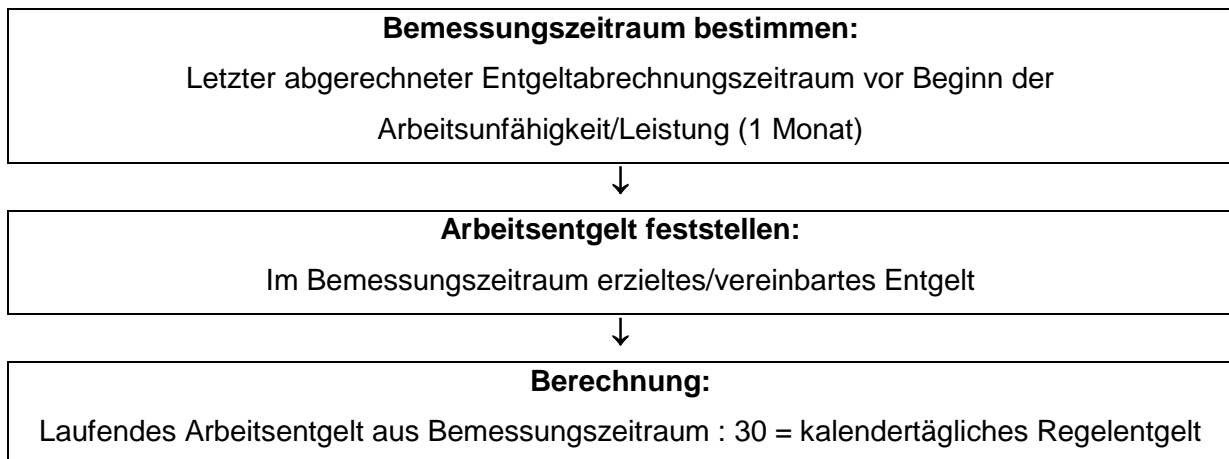 Bemessungszeitraum bestimmen:
Letzter abgerechneter Entgeltabrechnungszeitraum vor Beginn der
Arbeitsunfähigkeit/Leistung (1 Monat)
↓
Arbeitsentgelt feststellen:
Im Bemessungszeitraum erzieltes/vereinbartes Entgelt
↓
Berechnung:
Laufendes Arbeitsentgelt aus Bemessungszeitraum : 30 = kalendertägliches Regelentgelt